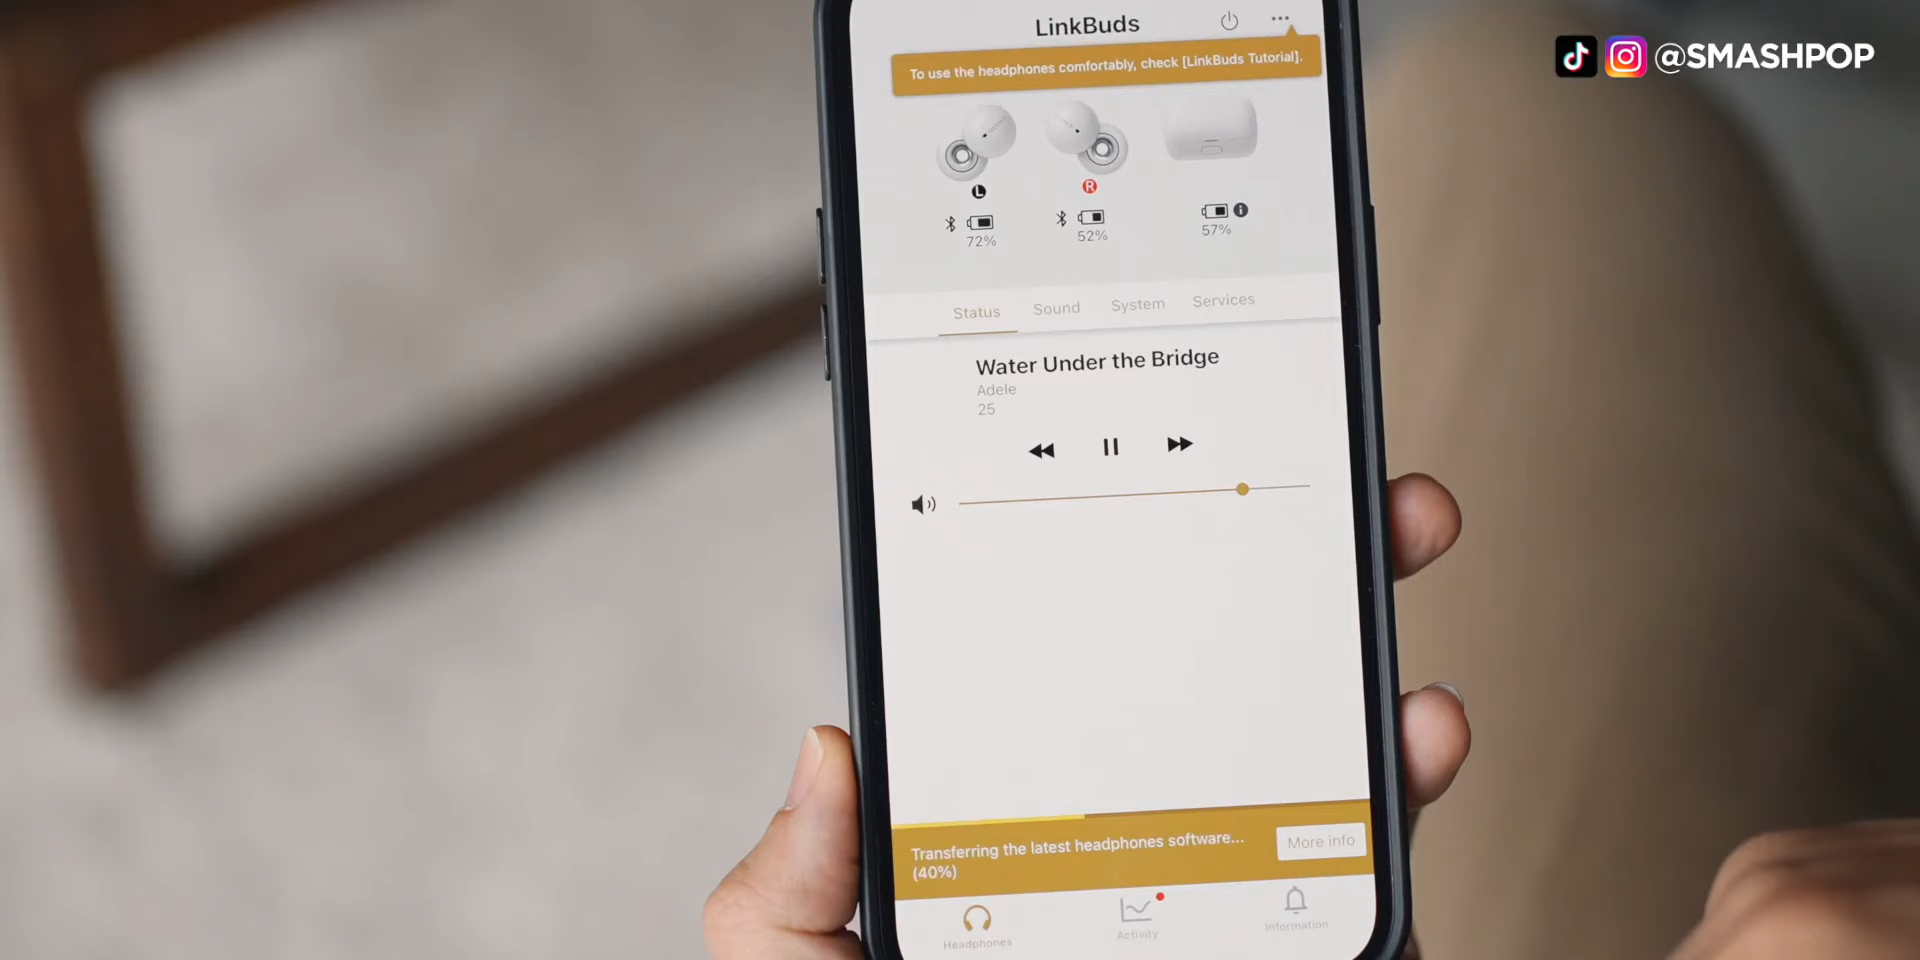 LinkBuds
@SMASHPOP
To use the headphones comfortably, check [LinkBuds Tutorial].
SONY
L
R
72%
52%
57%
Status
Sound
System
Services
Water Under the Bridge
Adele
25
Transferring the latest headphones software...
(40%)
More info
Headphones
Activity
Information